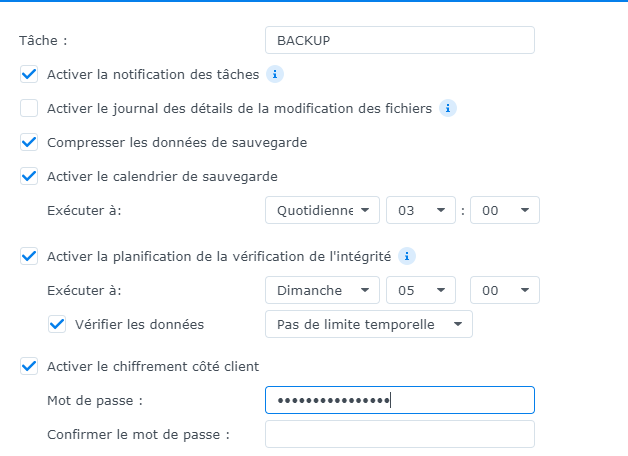 Tâche : BACKUP
Activer la notification des tâches i
Activer le journal des détails de la modification des fichiers i
Compresser les données de sauvegarde
Activer le calendrier de sauvegarde
Exécuter à: Quotidienne 03 : 00
Activer la planification de la vérification de l'intégrité i
Exécuter à: Dimanche 05 00
Vérifier les données Pas de limite temporelle
Activer le chiffrement côté client
Mot de passe : ••••••••••••••••
Confirmer le mot de passe :